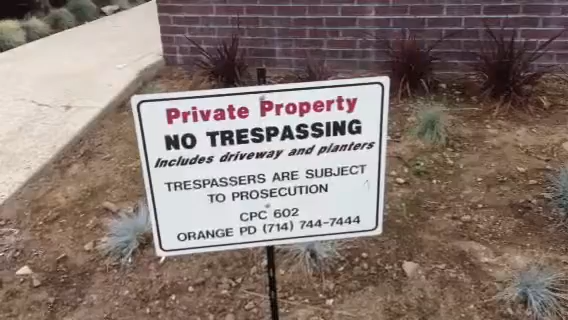 Private Property
NO TRESPASSING
Includes driveway and planters
TRESPASSERS ARE SUBJECT
TO PROSECUTION
CPC 602
ORANGE PD (714) 744-7444